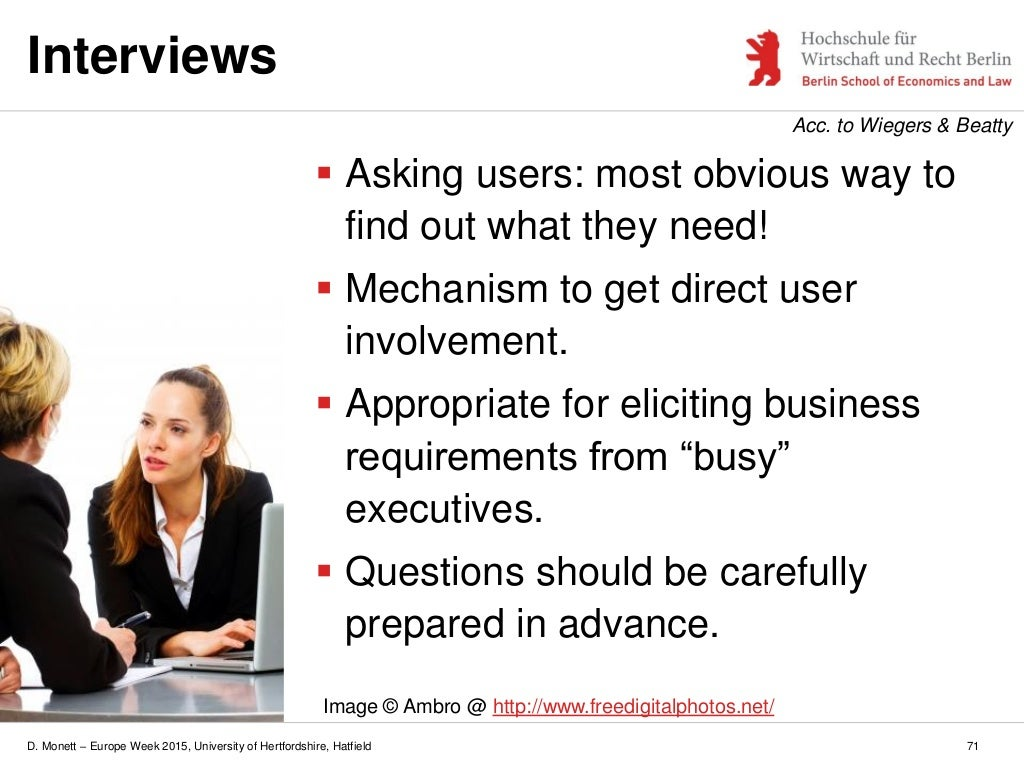 Interviews
Hochschule für
Wirtschaft und Recht Berlin
Berlin School of Economics and Law
Acc. to Wiegers & Beatty
▪ Asking users: most obvious way to
find out what they need!
▪ Mechanism to get direct user
involvement.
▪ Appropriate for eliciting business
requirements from “busy”
executives.
▪ Questions should be carefully
prepared in advance.
Image © Ambro @ http://www.freedigitalphotos.net/
D. Monett – Europe Week 2015, University of Hertfordshire, Hatfield
71